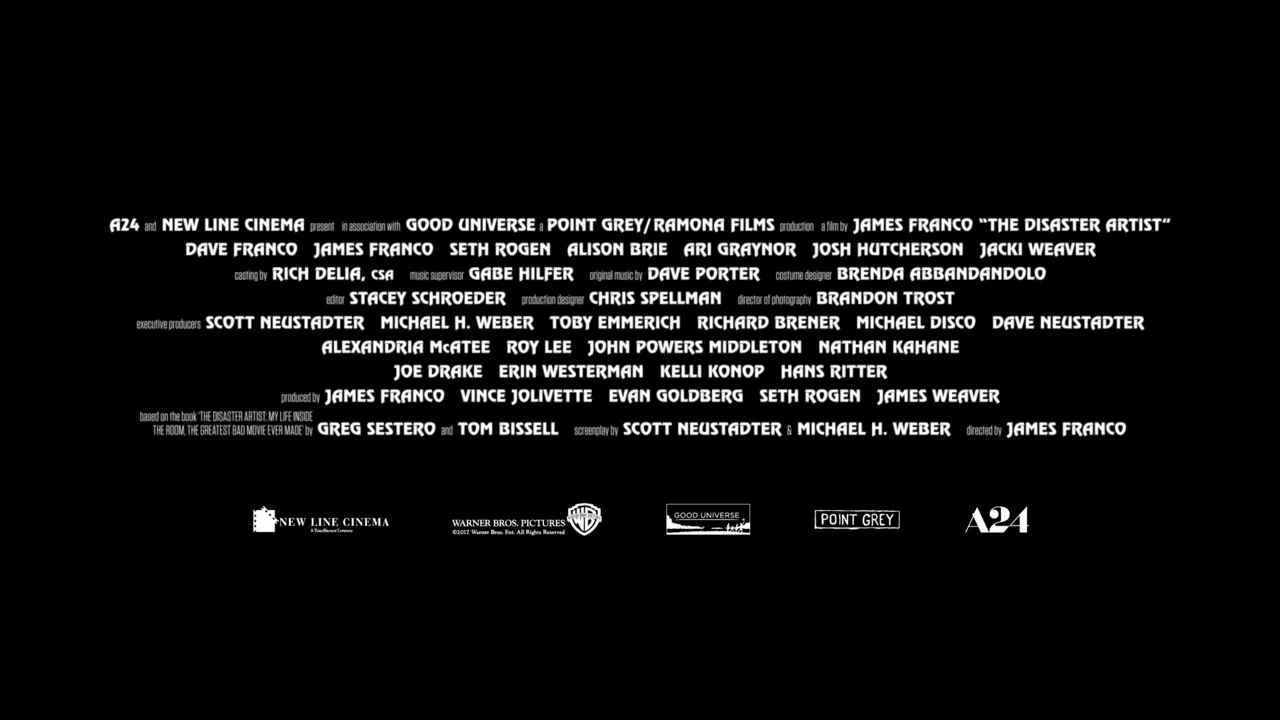 A24 and NEW LINE CINEMA present in association with GOOD UNIVERSE a POINT GREY/RAMONA FILMS production a film by JAMES FRANCO "THE DISASTER ARTIST"
DAVE FRANCO JAMES FRANCO SETH ROGEN ALISON BRIE ARI GRAYNOR JOSH HUTCHERSON JACKI WEAVER
casting by RICH DELIA, CSA music supervisor GABE HILFER original music by DAVE PORTER costume designer BRENDA ABBANDANDOLO
editor STACEY SCHROEDER production designer CHRIS SPELLMAN director of photography BRANDON TROST
executive producers SCOTT NEUSTADTER MICHAEL H. WEBER TOBY EMMERICH RICHARD BRENER MICHAEL DISCO DAVE NEUSTADTER
ALEXANDRIA McATEE ROY LEE JOHN POWERS MIDDLETON NATHAN KAHANE
JOE DRAKE ERIN WESTERMAN KELLI KONOP HANS RITTER
produced by JAMES FRANCO VINCE JOLIVETTE EVAN GOLDBERG SETH ROGEN JAMES WEAVER
based on the book 'THE DISASTER ARTIST: MY LIFE INSIDE
THE ROOM, THE GREATEST BAD MOVIE EVER MADE' by GREG SESTERO and TOM BISSELL screenplay by SCOTT NEUSTADTER & MICHAEL H. WEBER directed by JAMES FRANCO
NEW LINE CINEMA
A TimeWarner Company
WARNER BROS. PICTURES WB
©2017 Warner Bros. Ent. All Rights Reserved
GOOD UNIVERSE
POINT GREY
A24